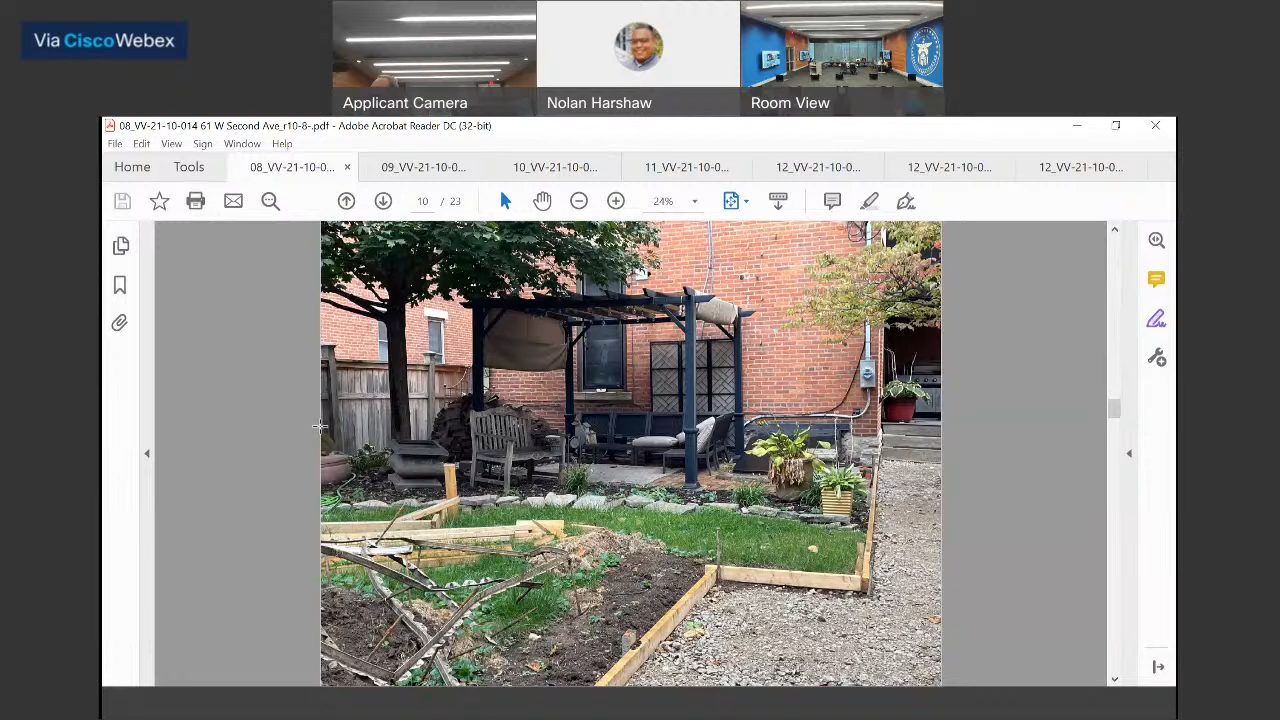 Via Cisco Webex
Applicant Camera
Nolan Harshaw
Room View
08_VV-21-10-014 61 W Second Ave_r10-8-.pdf - Adobe Acrobat Reader DC (32-bit)
File Edit View Sign Window Help
Home Tools 08_VV-21-10-0... × 09_VV-21-10-0... 10_VV-21-10-0... 11_VV-21-10-0... 12_VV-21-10-0... 12_VV-21-10-0... 12_VV-21-10-0...
10 / 23 24%